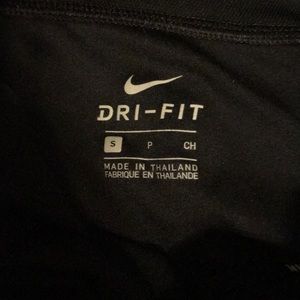 DRI-FIT
S P CH
MADE IN THAILAND
FABRIQUE EN THAILANDE